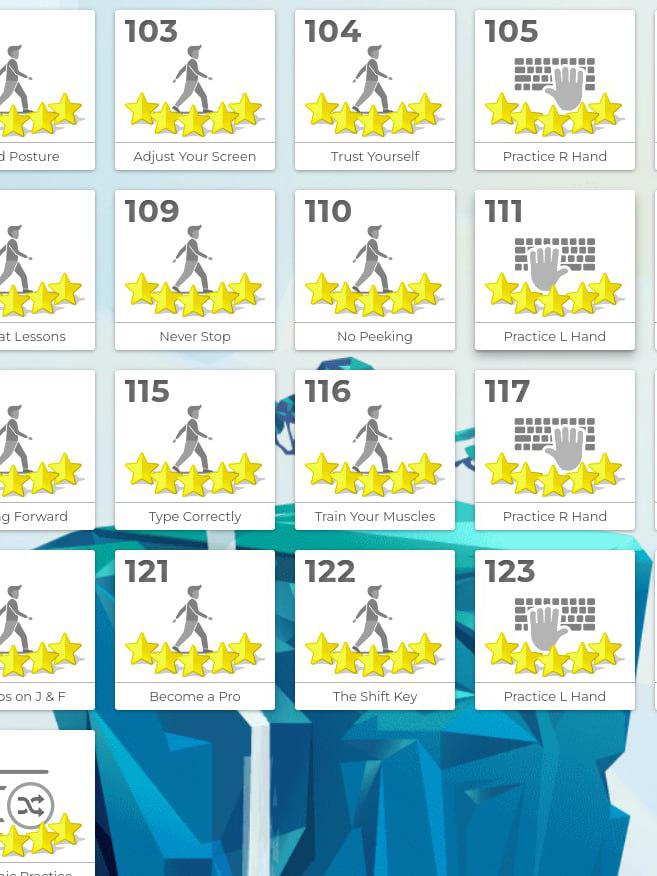 103
104
105
d Posture
Adjust Your Screen
Trust Yourself
Practice R Hand
109
110
111
at Lessons
Never Stop
No Peeking
Practice L Hand
115
116
117
g Forward
Type Correctly
Train Your Muscles
Practice R Hand
121
122
123
os on J & F
Become a Pro
The Shift Key
Practice L Hand